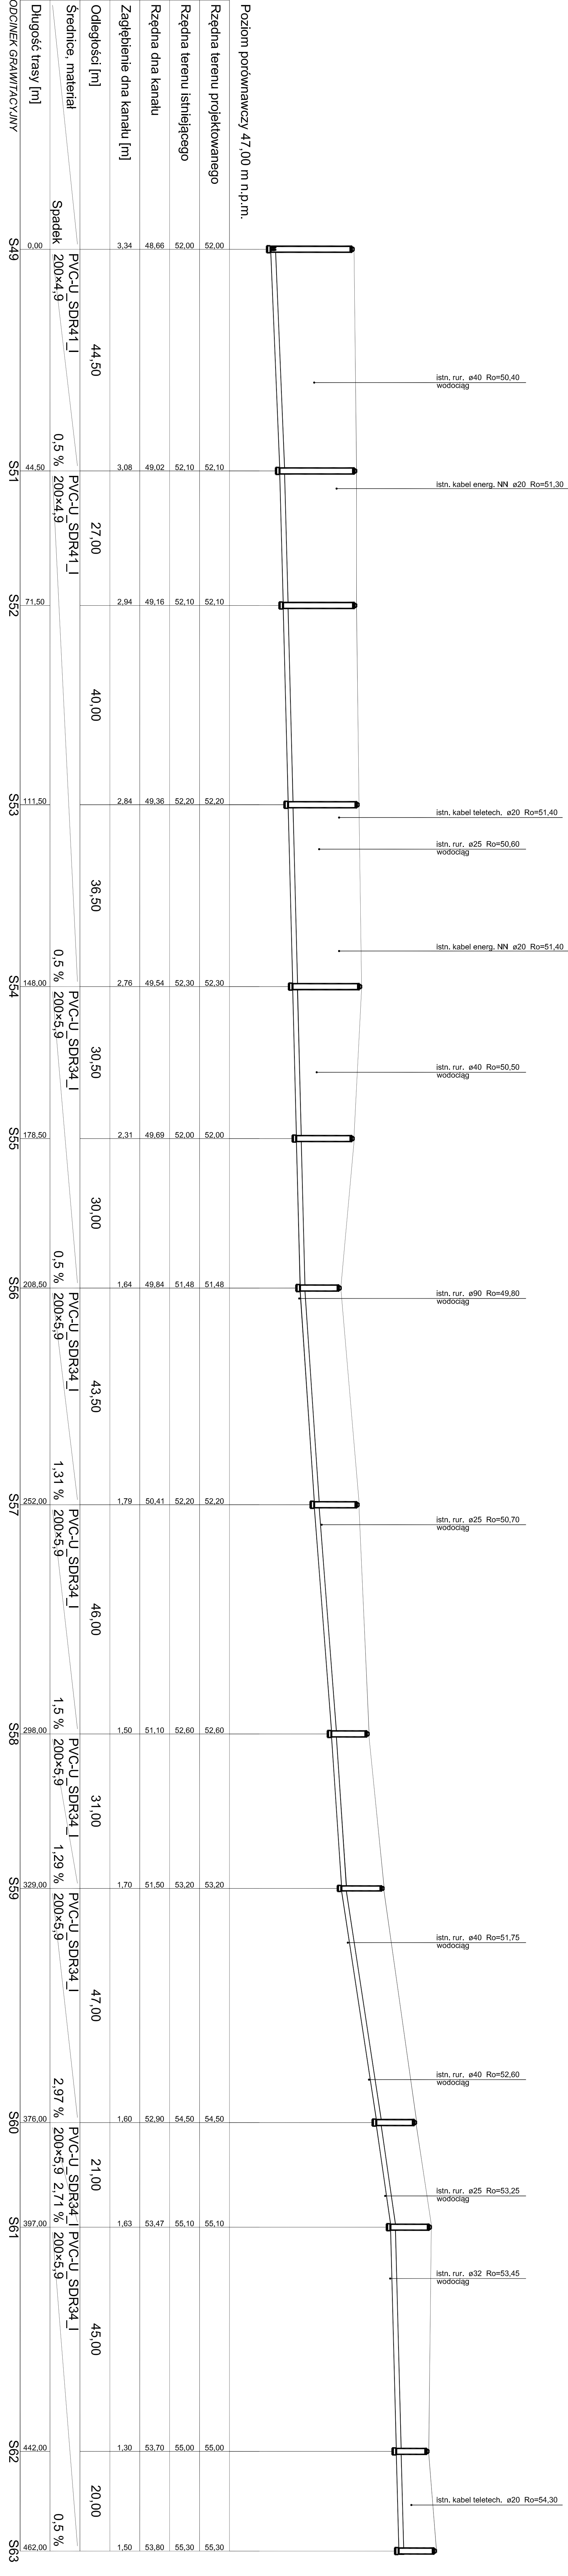 istn. rur. ø40 Ro=50,40
wodociąg
istn. kabel energ. NN ø20 Ro=51,30
istn. kabel teletech. ø20 Ro=51,40
istn. rur. ø25 Ro=50,60
wodociąg
istn. kabel energ. NN ø20 Ro=51,40
istn. rur. ø40 Ro=50,50
wodociąg
istn. rur. ø90 Ro=49,80
wodociąg
istn. rur. ø25 Ro=50,70
wodociąg
istn. rur. ø40 Ro=51,75
wodociąg
istn. rur. ø40 Ro=52,60
wodociąg
istn. rur. ø25 Ro=53,25
wodociąg
istn. rur. ø32 Ro=53,45
wodociąg
istn. kabel teletech. ø20 Ro=54,30
Poziom porównawczy 47,00 m n.p.m.
Rzędna terenu projektowanego 52,00 52,10 52,10 52,20 52,30 52,00 51,48 52,20 52,60 53,20 54,50 55,10 55,00 55,30
Rzędna terenu istniejącego 52,00 52,10 52,10 52,20 52,30 52,00 51,48 52,20 52,60 53,20 54,50 55,10 55,00 55,30
Rzędna dna kanału 48,66 49,02 49,16 49,36 49,54 49,69 49,84 50,41 51,10 51,50 52,90 53,47 53,70 53,80
Zagłębienie dna kanału [m] 3,34 3,08 2,94 2,84 2,76 2,31 1,64 1,79 1,50 1,70 1,60 1,63 1,30 1,50
Odległości [m] 44,50 27,00 40,00 36,50 30,50 30,00 43,50 46,00 31,00 47,00 21,00 45,00 20,00
Średnice, materiał PVC-U_SDR41_I PVC-U_SDR41_I PVC-U_SDR34_I PVC-U_SDR34_I PVC-U_SDR34_I PVC-U_SDR34_I PVC-U_SDR34_I PVC-U_SDR34_I PVC-U_SDR34_I
Spadek 200×4,9 0,5 % 200×4,9 0,5 % 200×5,9 0,5 % 200×5,9 1,31 % 200×5,9 1,5 % 200×5,9 1,29 % 200×5,9 2,97 % 200×5,9 2,71 % 200×5,9 0,5 %
Długość trasy [m] 0,00 44,50 71,50 111,50 148,00 178,50 208,50 252,00 298,00 329,00 376,00 397,00 442,00 462,00
ODCINEK GRAWITACYJNY S49 S51 S52 S53 S54 S55 S56 S57 S58 S59 S60 S61 S62 S63